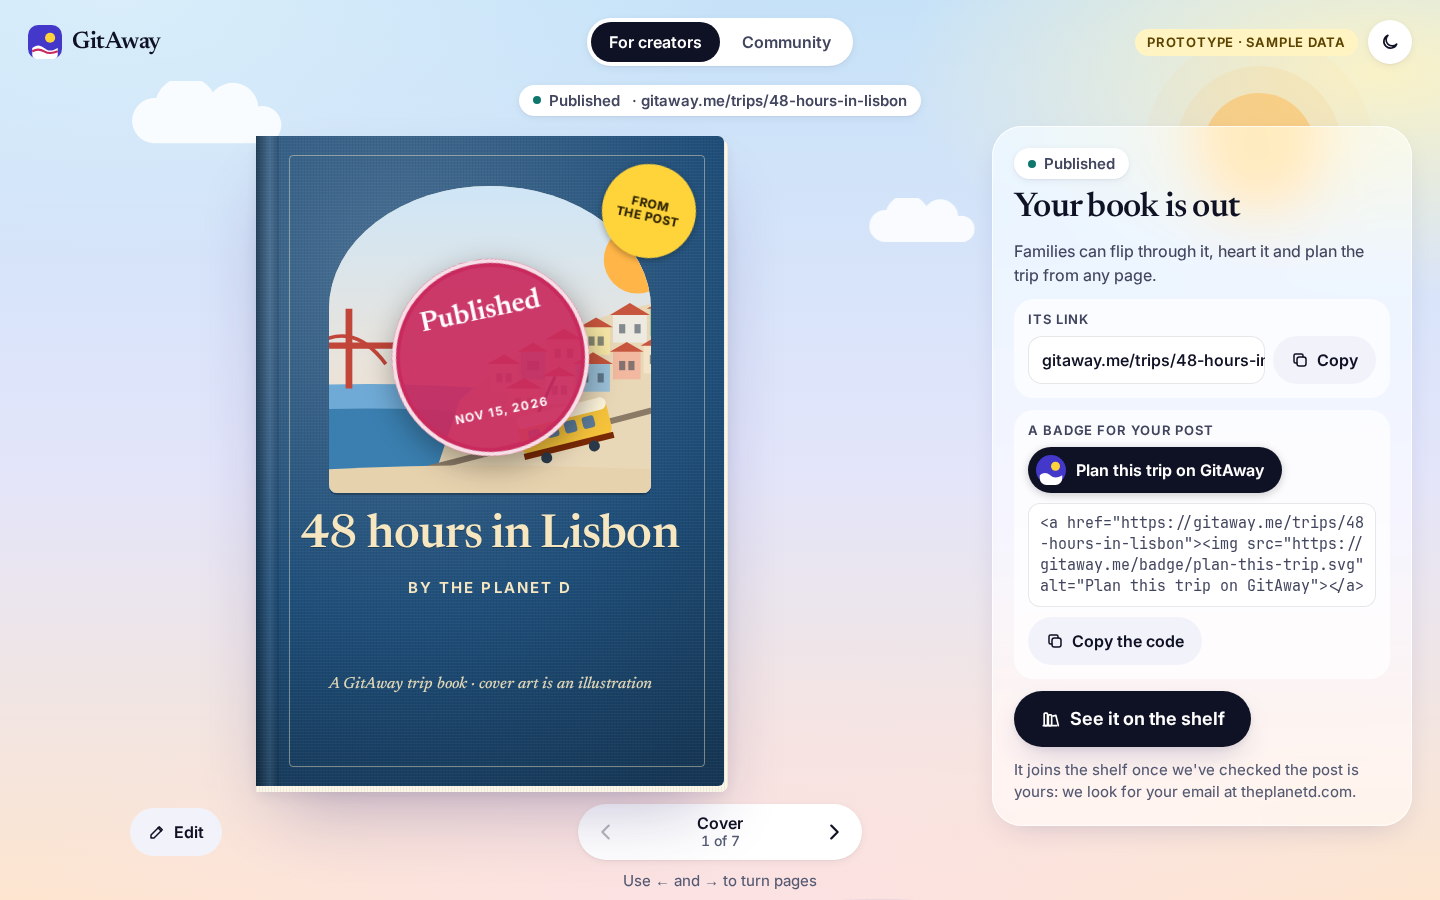 GitAway
For creators
Community
PROTOTYPE · SAMPLE DATA
Published · gitaway.me/trips/48-hours-in-lisbon
FROM
THE POST
Published
NOV 15, 2026
48 hours in Lisbon
BY THE PLANET D
A GitAway trip book · cover art is an illustration
Edit
Cover
1 of 7
Use ← and → to turn pages
Published
Your book is out
Families can flip through it, heart it and plan the
trip from any page.
ITS LINK
gitaway.me/trips/48-hours-in
Copy
A BADGE FOR YOUR POST
Plan this trip on GitAway
<a href="https://gitaway.me/trips/48
-hours-in-lisbon"><img src="https://
gitaway.me/badge/plan-this-trip.svg"
alt="Plan this trip on GitAway"></a>
Copy the code
See it on the shelf
It joins the shelf once we've checked the post is
yours: we look for your email at theplanetd.com.